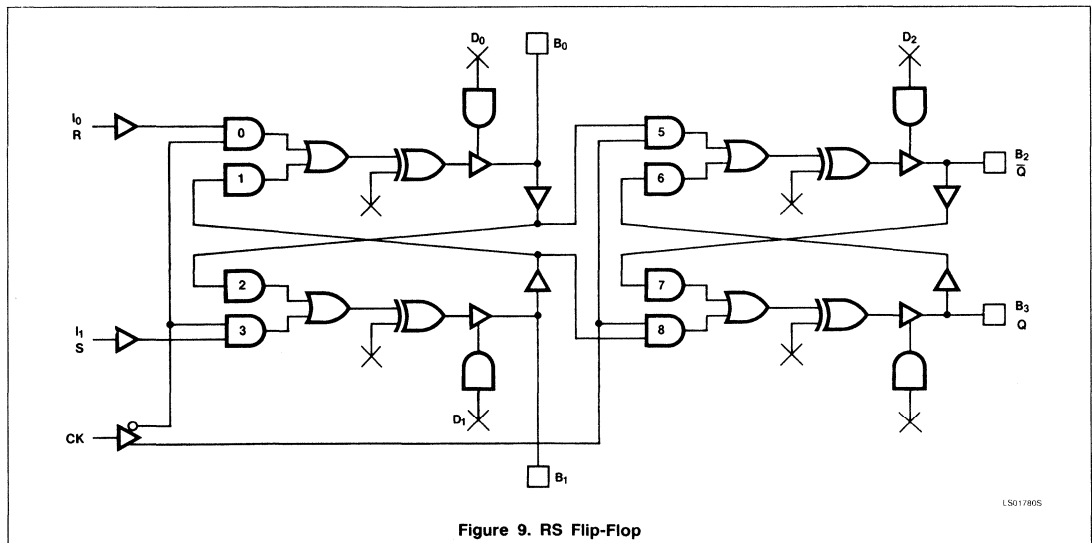 D0
B0
D2
I0
R
0
5
1
6
B2
Q̅
2
7
I1
S
3
8
B3
Q
D1
CK
B1
LS01780S
Figure 9. RS Flip-Flop